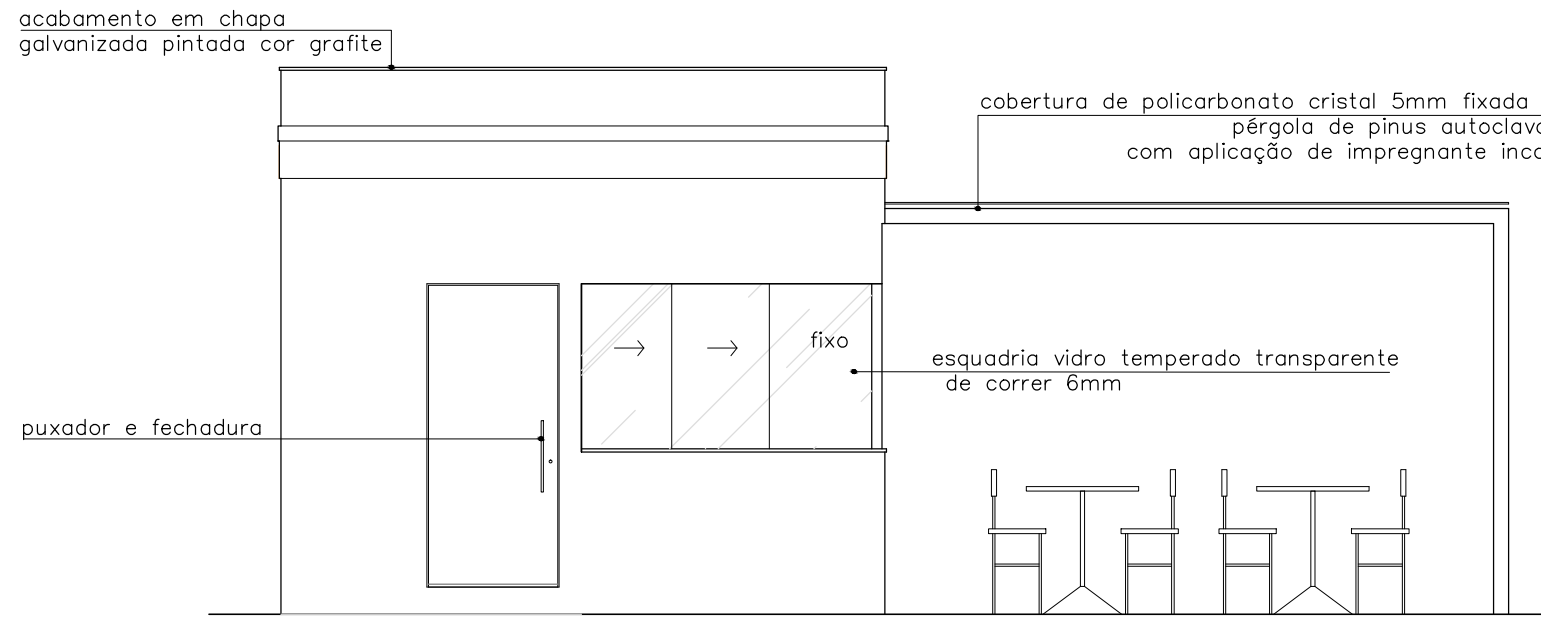 acabamento em chapa
galvanizada pintada cor grafite
cobertura de policarbonato cristal 5mm fixada
pérgola de pinus
com aplicação de impregnante
fixo
esquadria vidro temperado transparente
de correr 6mm
puxador e fechadura